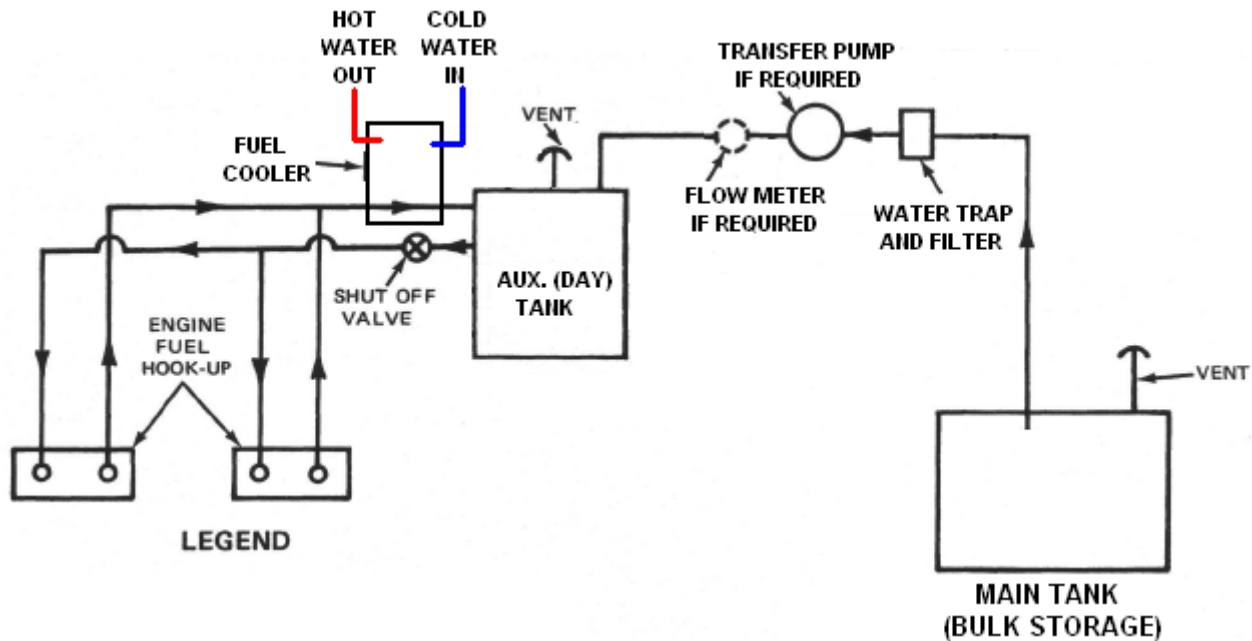 HOT
WATER
OUT
COLD
WATER
IN
TRANSFER PUMP
IF REQUIRED
VENT
FUEL
COOLER
FLOW METER
IF REQUIRED
WATER TRAP
AND FILTER
SHUT OFF
VALVE
AUX. (DAY)
TANK
ENGINE
FUEL
HOOK-UP
VENT
LEGEND
MAIN TANK
(BULK STORAGE)